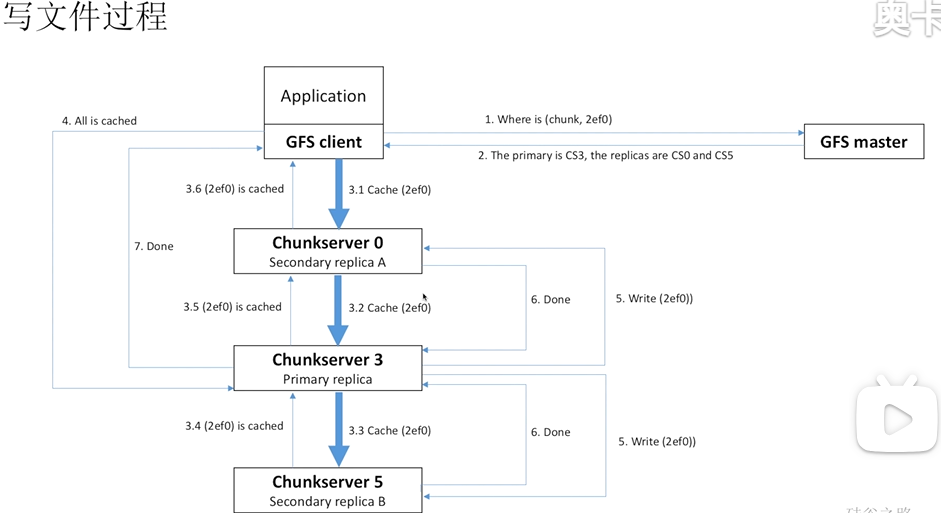 写文件过程
奥卡
Application
GFS client
GFS master
1. Where is (chunk, 2ef0)
2. The primary is CS3, the replicas are CS0 and CS5
4. All is cached
3.6 (2ef0) is cached
3.1 Cache (2ef0)
7. Done
Chunkserver 0
Secondary replica A
3.5 (2ef0) is cached
3.2 Cache (2ef0)
6. Done
5. Write (2ef0))
Chunkserver 3
Primary replica
3.4 (2ef0) is cached
3.3 Cache (2ef0)
6. Done
5. Write (2ef0))
Chunkserver 5
Secondary replica B